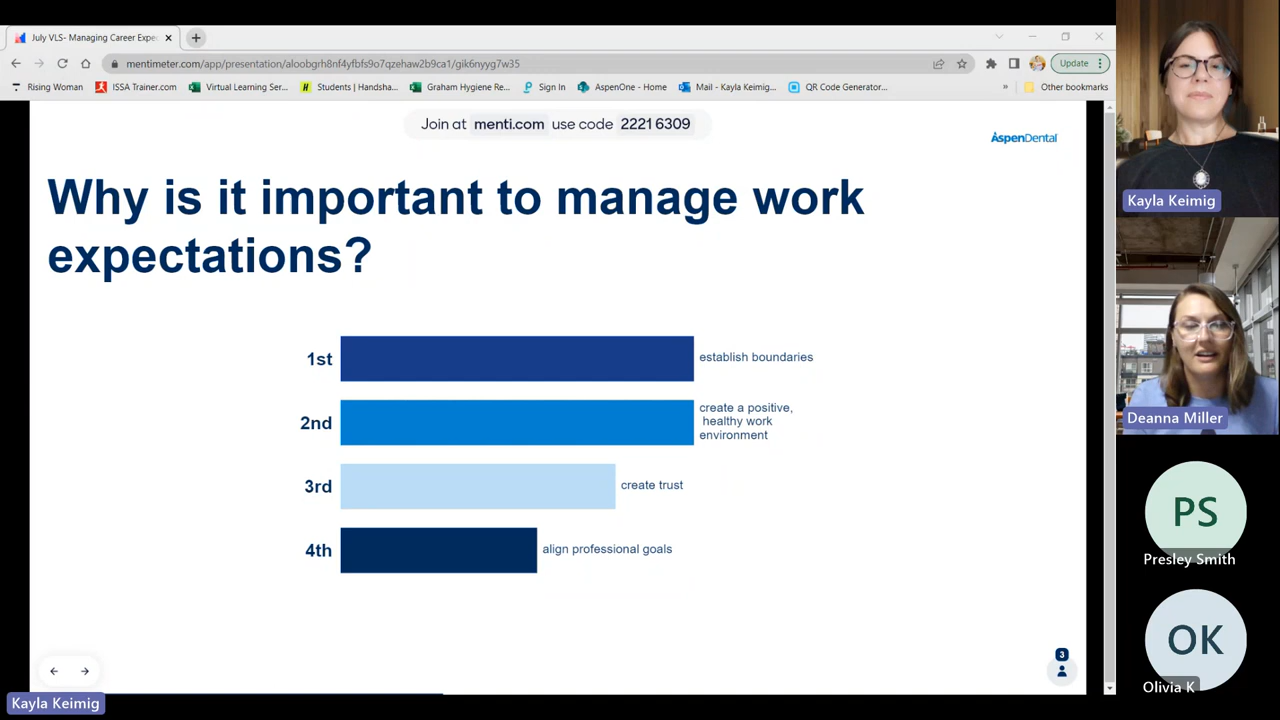 July VLS- Managing Career Expe
mentimeter.com/app/presentation/aloobgrh8nf4yfbfs9o7qzehaw2b9ca1/gik6nyyg7w35
Update
Rising Woman
ISSA Trainer.com
Virtual Learning Ser...
Students | Handsha...
Graham Hygiene Re...
Sign In
AspenOne - Home
Mail - Kayla Keimig...
QR Code Generator...
»
Other bookmarks
Join at menti.com use code 2221 6309
AspenDental
Why is it important to manage work
expectations?
1st
establish boundaries
2nd
create a positive,
healthy work
environment
3rd
create trust
4th
align professional goals
3
Kayla Keimig
Kayla Keimig
Deanna Miller
PS
Presley Smith
OK
Olivia K